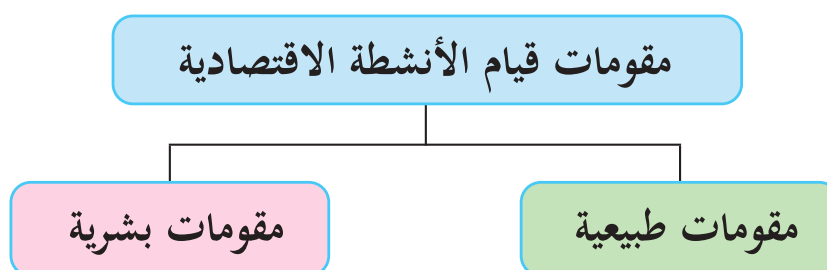 مقومات قيام الأنشطة الاقتصادية
مقومات طبيعية
مقومات بشرية